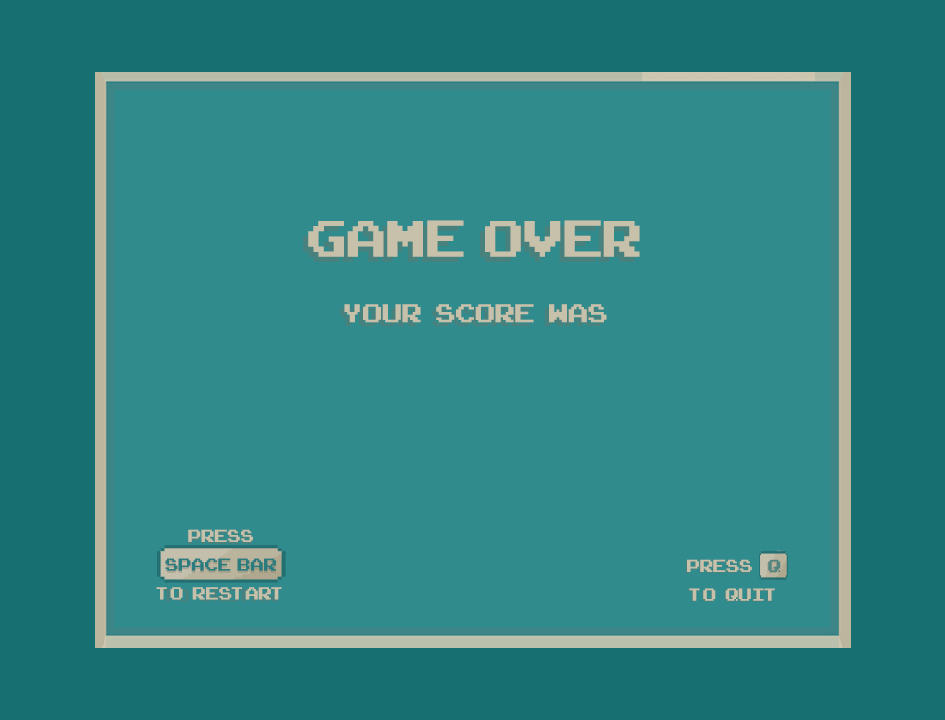 GAME OVER
YOUR SCORE WAS
PRESS
SPACE BAR
TO RESTART
PRESS Q
TO QUIT